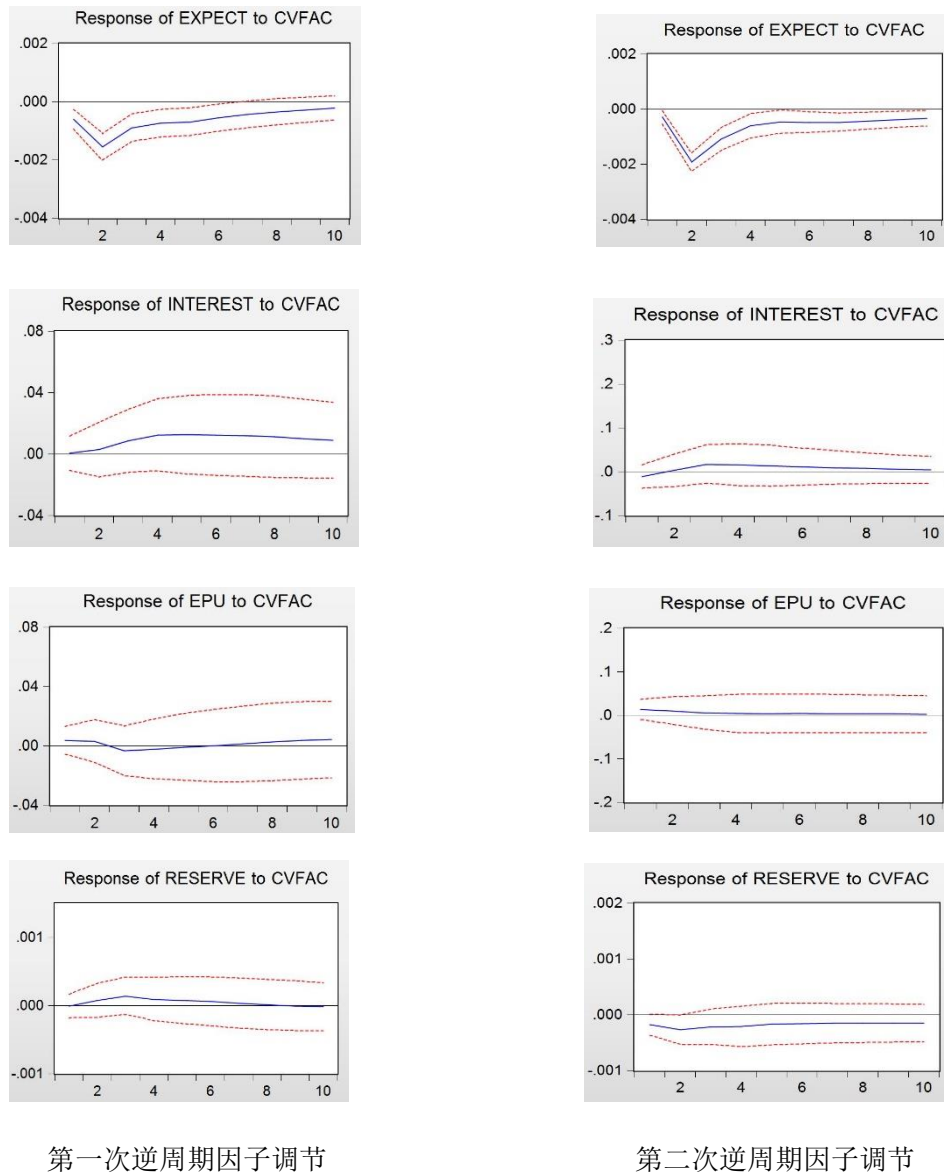 Response of EXPECT to CVFAC
.002
.000
-.002
-.004
2 4 6 8 10
Response of EXPECT to CVFAC
.002
.000
-.002
-.004
2 4 6 8 10
Response of INTEREST to CVFAC
.08
.04
.00
-.04
2 4 6 8 10
Response of INTEREST to CVFAC
.3
.2
.1
.0
-.1
2 4 6 8 10
Response of EPU to CVFAC
.08
.04
.00
-.04
2 4 6 8 10
Response of EPU to CVFAC
.2
.1
.0
-.1
-.2
2 4 6 8 10
Response of RESERVE to CVFAC
.001
.000
-.001
2 4 6 8 10
Response of RESERVE to CVFAC
.002
.001
.000
-.001
2 4 6 8 10
第一次逆周期因子调节
第二次逆周期因子调节